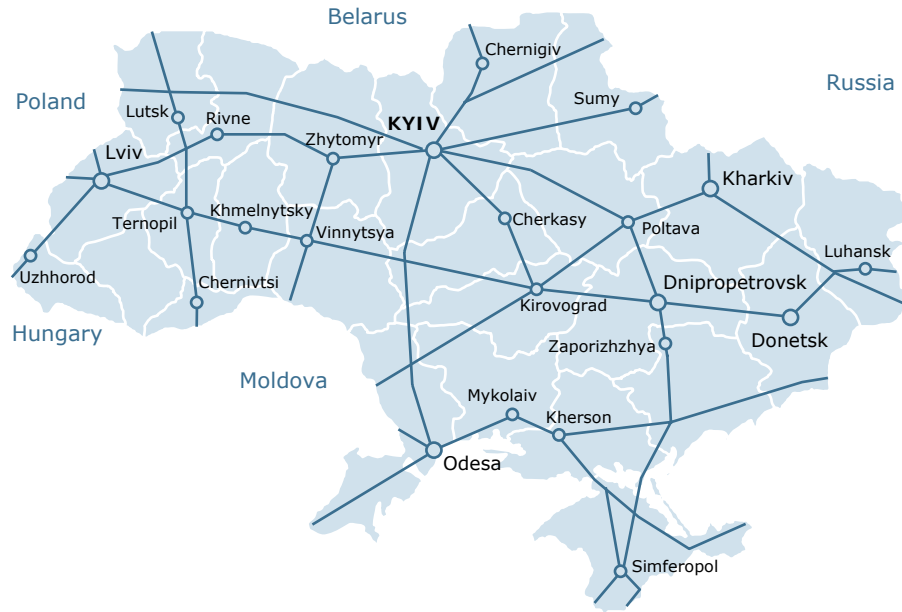 Belarus
Chernigiv
Russia
Poland
Sumy
Lutsk
Rivne
KYIV
Zhytomyr
Lviv
Kharkiv
Khmelnytsky
Cherkasy
Ternopil
Vinnytsya
Poltava
Luhansk
Uzhhorod
Chernivtsi
Dnipropetrovsk
Kirovograd
Hungary
Donetsk
Zaporizhzhya
Moldova
Mykolaiv
Kherson
Odesa
Simferopol